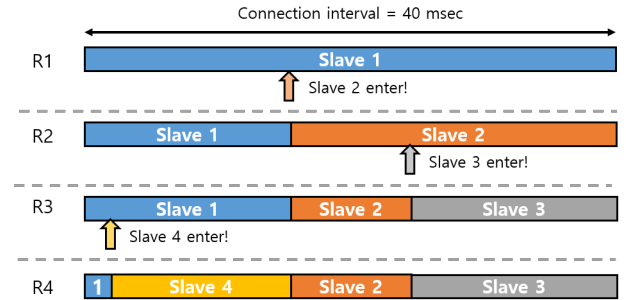 Connection interval = 40 msec
R1 Slave 1
Slave 2 enter!
R2 Slave 1 Slave 2
Slave 3 enter!
R3 Slave 1 Slave 2 Slave 3
Slave 4 enter!
R4 1 Slave 4 Slave 2 Slave 3